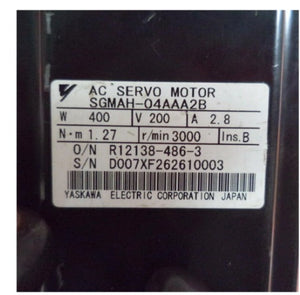 AC SERVO MOTOR
SGMAH-04AAA2B
W 400 V 200 A 2.8
N·m 1.27 r/min 3000 Ins.B
O/N R12138-486-3
S/N D007XF262610003
YASKAWA ELECTRIC CORPORATION JAPAN